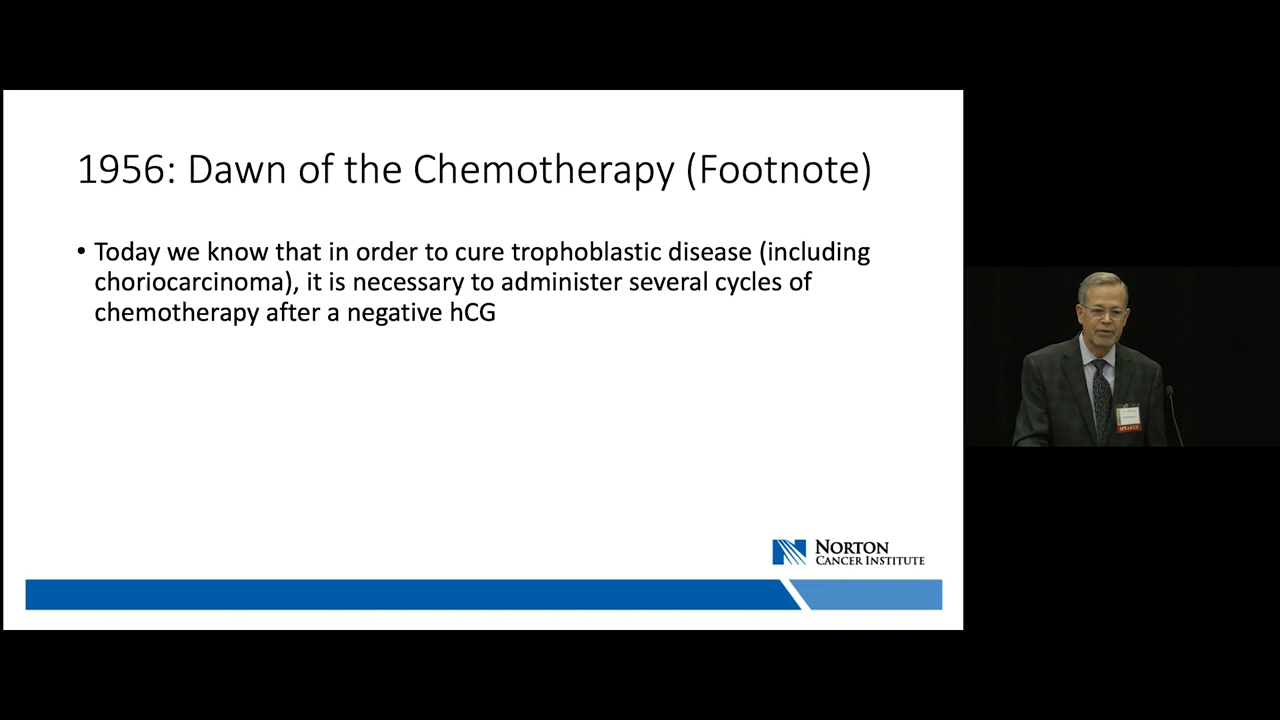 1956: Dawn of the Chemotherapy (Footnote)
• Today we know that in order to cure trophoblastic disease (including
choriocarcinoma), it is necessary to administer several cycles of
chemotherapy after a negative hCG
NORTON
CANCER INSTITUTE
SPEAKER